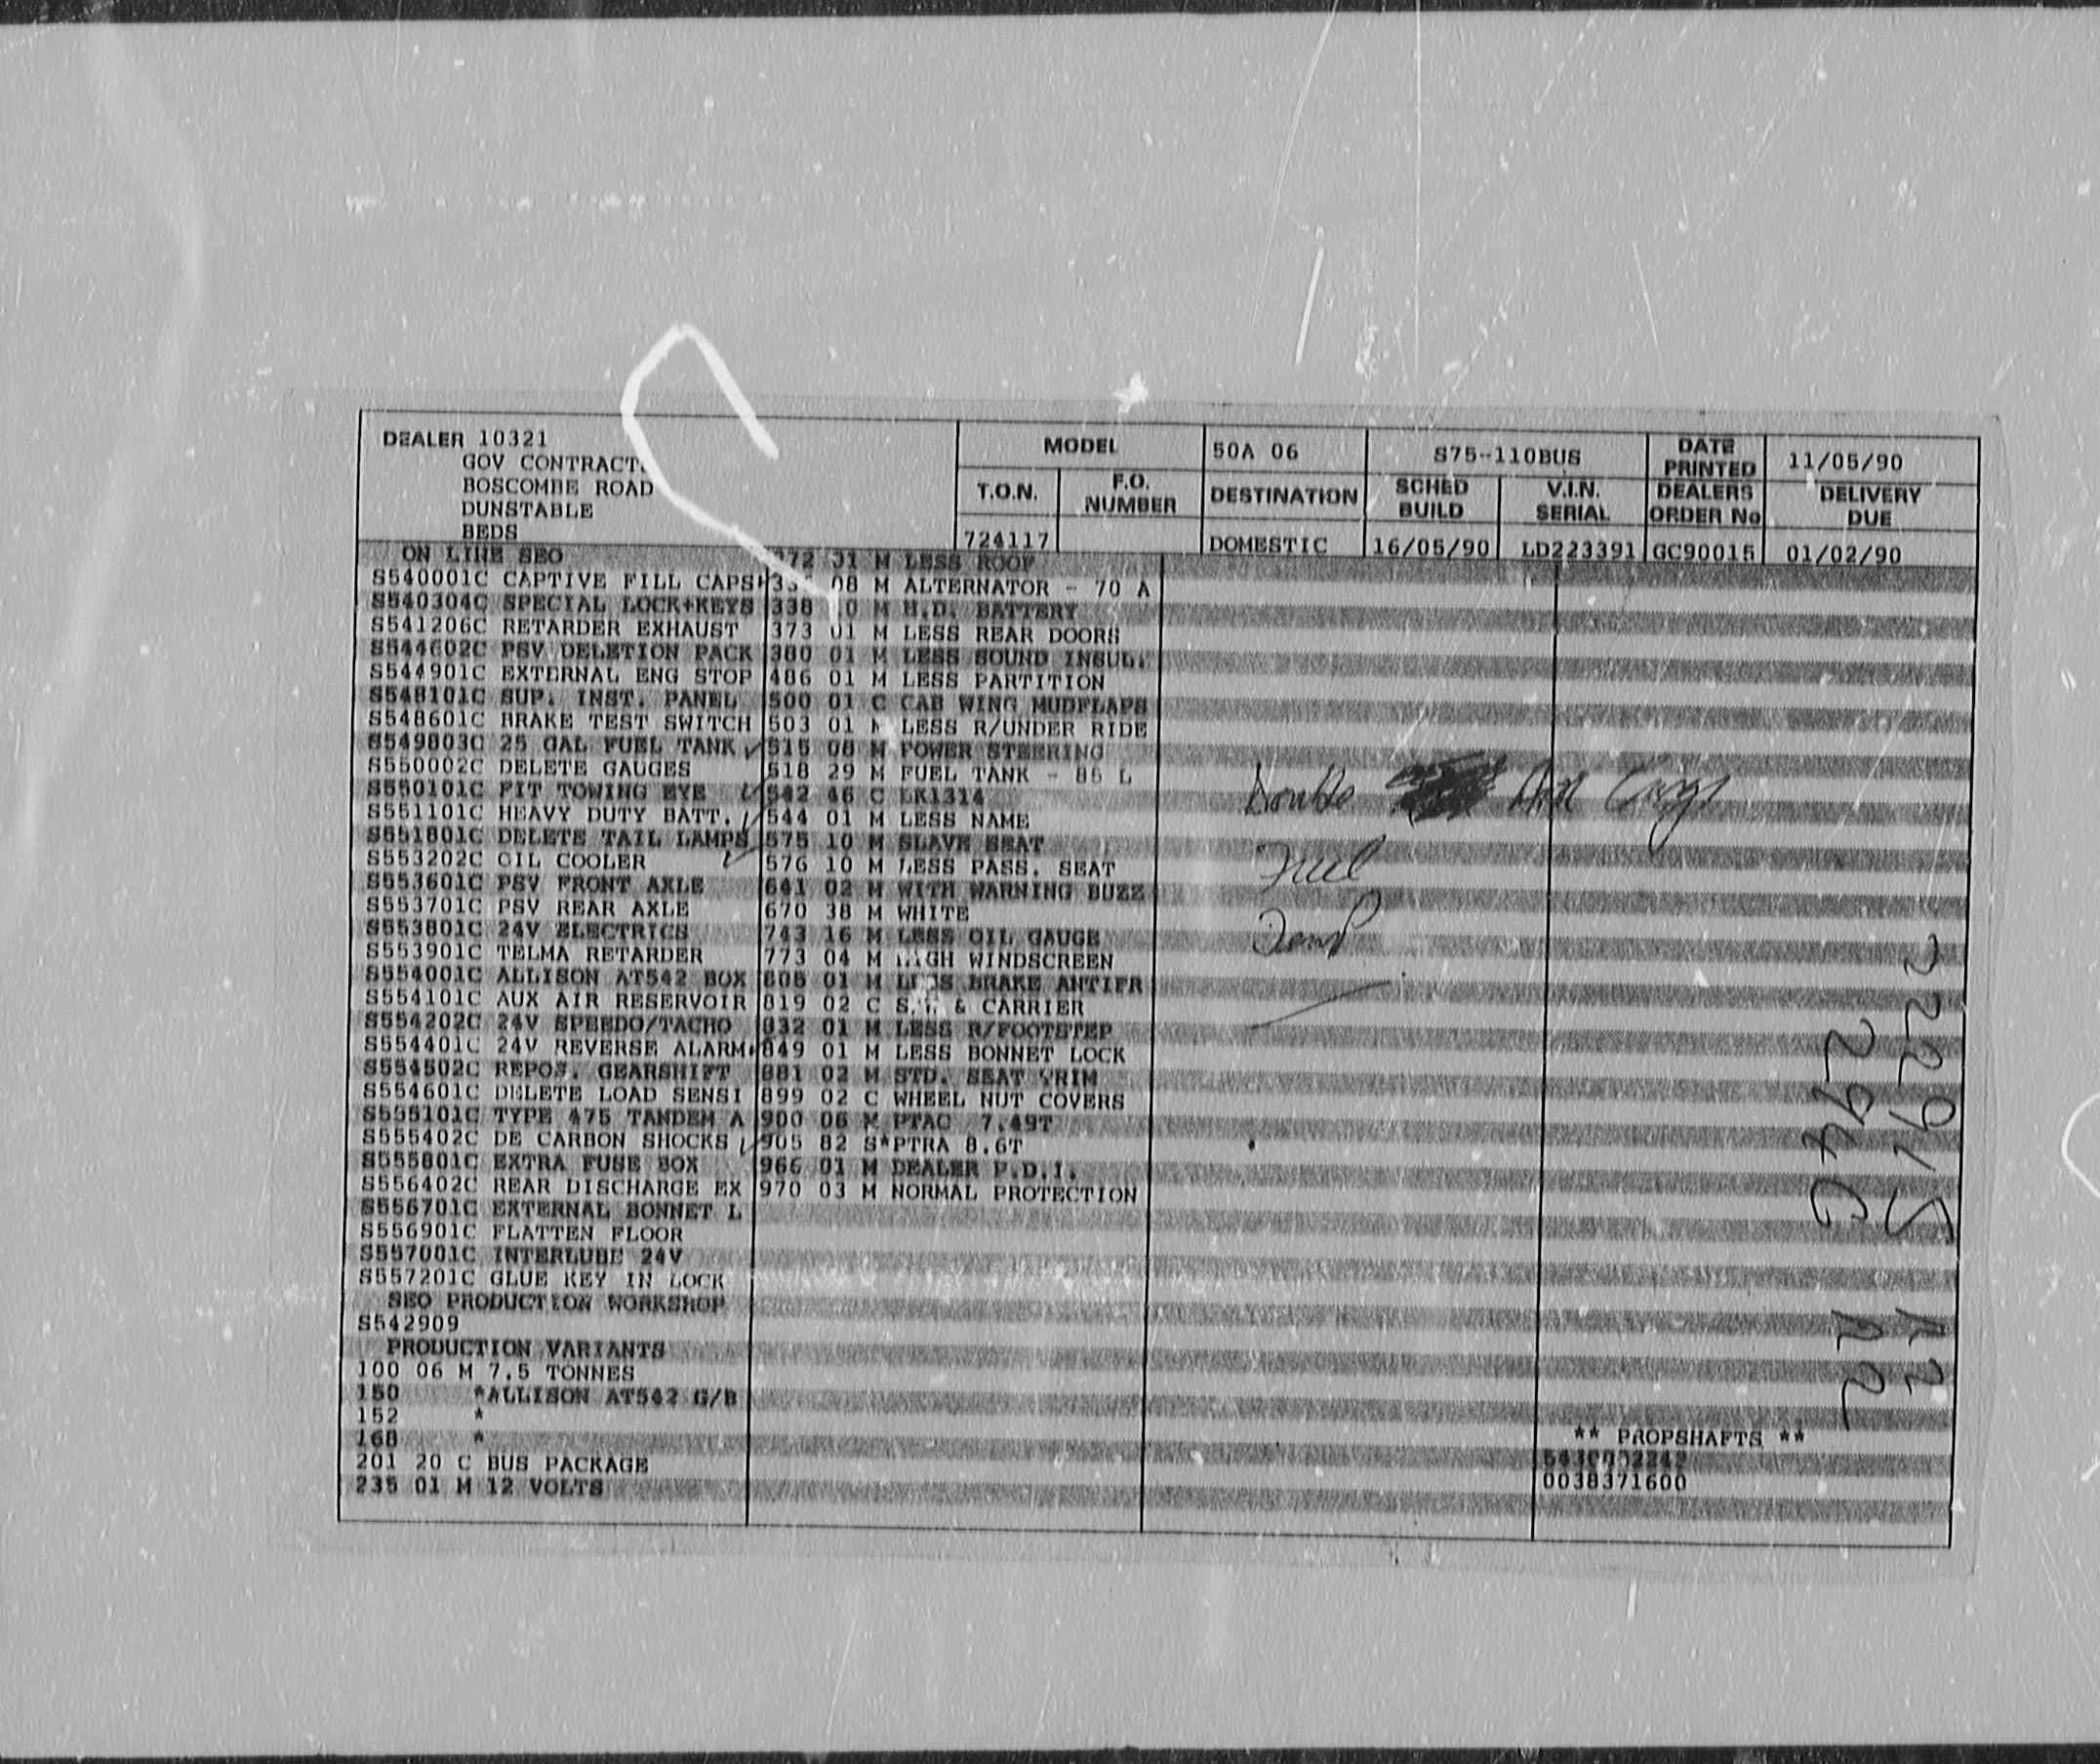 DEALER 10321
GOV CONTRACT
BOSCOMBE ROAD
DUNSTABLE
BEDS
MODEL 50A 06 S75-110BUS DATE PRINTED 11/05/90
T.O.N. F.O. NUMBER DESTINATION SCHED BUILD V.I.N. SERIAL DEALERS ORDER No DELIVERY DUE
724117 DOMESTIC 16/05/90 LD223391 GC90015 01/02/90
ON LINE SEO
S540001C CAPTIVE FILL CAPS
S540304C SPECIAL LOCK+KEYS
S541206C RETARDER EXHAUST
S544602C PSV DELETION PACK
S544901C EXTERNAL ENG STOP
S548101C SUP. INST. PANEL
S548601C BRAKE TEST SWITCH
S549803C 25 GAL FUEL TANK
S550002C DELETE GAUGES
S550101C FIT TOWING EYE
S551101C HEAVY DUTY BATT.
S551801C DELETE TAIL LAMPS
S553202C OIL COOLER
S553601C PSV FRONT AXLE
S553701C PSV REAR AXLE
S553801C 24V ELECTRICS
S553901C TELMA RETARDER
S554001C ALLISON AT542 BOX
S554101C AUX AIR RESERVOIR
S554202C 24V SPEEDO/TACHO
S554401C 24V REVERSE ALARM
S554502C REPOS. GEARSHIFT
S554601C DELETE LOAD SENSI
S555101C TYPE 475 TANDEM A
S555402C DE CARBON SHOCKS
S555801C EXTRA FUSE BOX
S556402C REAR DISCHARGE EX
S556701C EXTERNAL BONNET L
S556901C FLATTEN FLOOR
S557001C INTERLUBE 24V
S557201C GLUE KEY IN LOCK
SEO PRODUCTION WORKSHOP
S542909
PRODUCTION VARIANTS
100 06 M 7.5 TONNES
150 *ALLISON AT542 G/B
152 *
168 *
201 20 C BUS PACKAGE
235 01 M 12 VOLTS
01 M LESS ROOF
08 M ALTERNATOR - 70 A
338 M H.D. BATTERY
373 01 M LESS REAR DOORS
380 01 M LESS SOUND INSUL.
486 01 M LESS PARTITION
500 01 C CAB WING MUDFLAPS
503 01 LESS R/UNDER RIDE
515 08 M POWER STEERING
518 29 M FUEL TANK - 86 L
542 46 C LK1314
544 01 M LESS NAME
575 10 M SLAVE SEAT
576 10 M LESS PASS. SEAT
641 02 M WITH WARNING BUZZ
670 38 M WHITE
743 16 M LESS OIL GAUGE
773 04 M HIGH WINDSCREEN
806 01 M LESS BRAKE ANTIFR
819 02 C & CARRIER
832 01 M LESS R/FOOTSTEP
849 01 M LESS BONNET LOCK
881 02 M STD. SEAT TRIM
899 02 C WHEEL NUT COVERS
900 06 M PTAC 7.49T
905 82 S*PTRA 8.6T
966 01 M DEALER P.D.I.
970 03 M NORMAL PROTECTION
Double
Fuel
Temp
** PROPSHAFTS **
0038371600